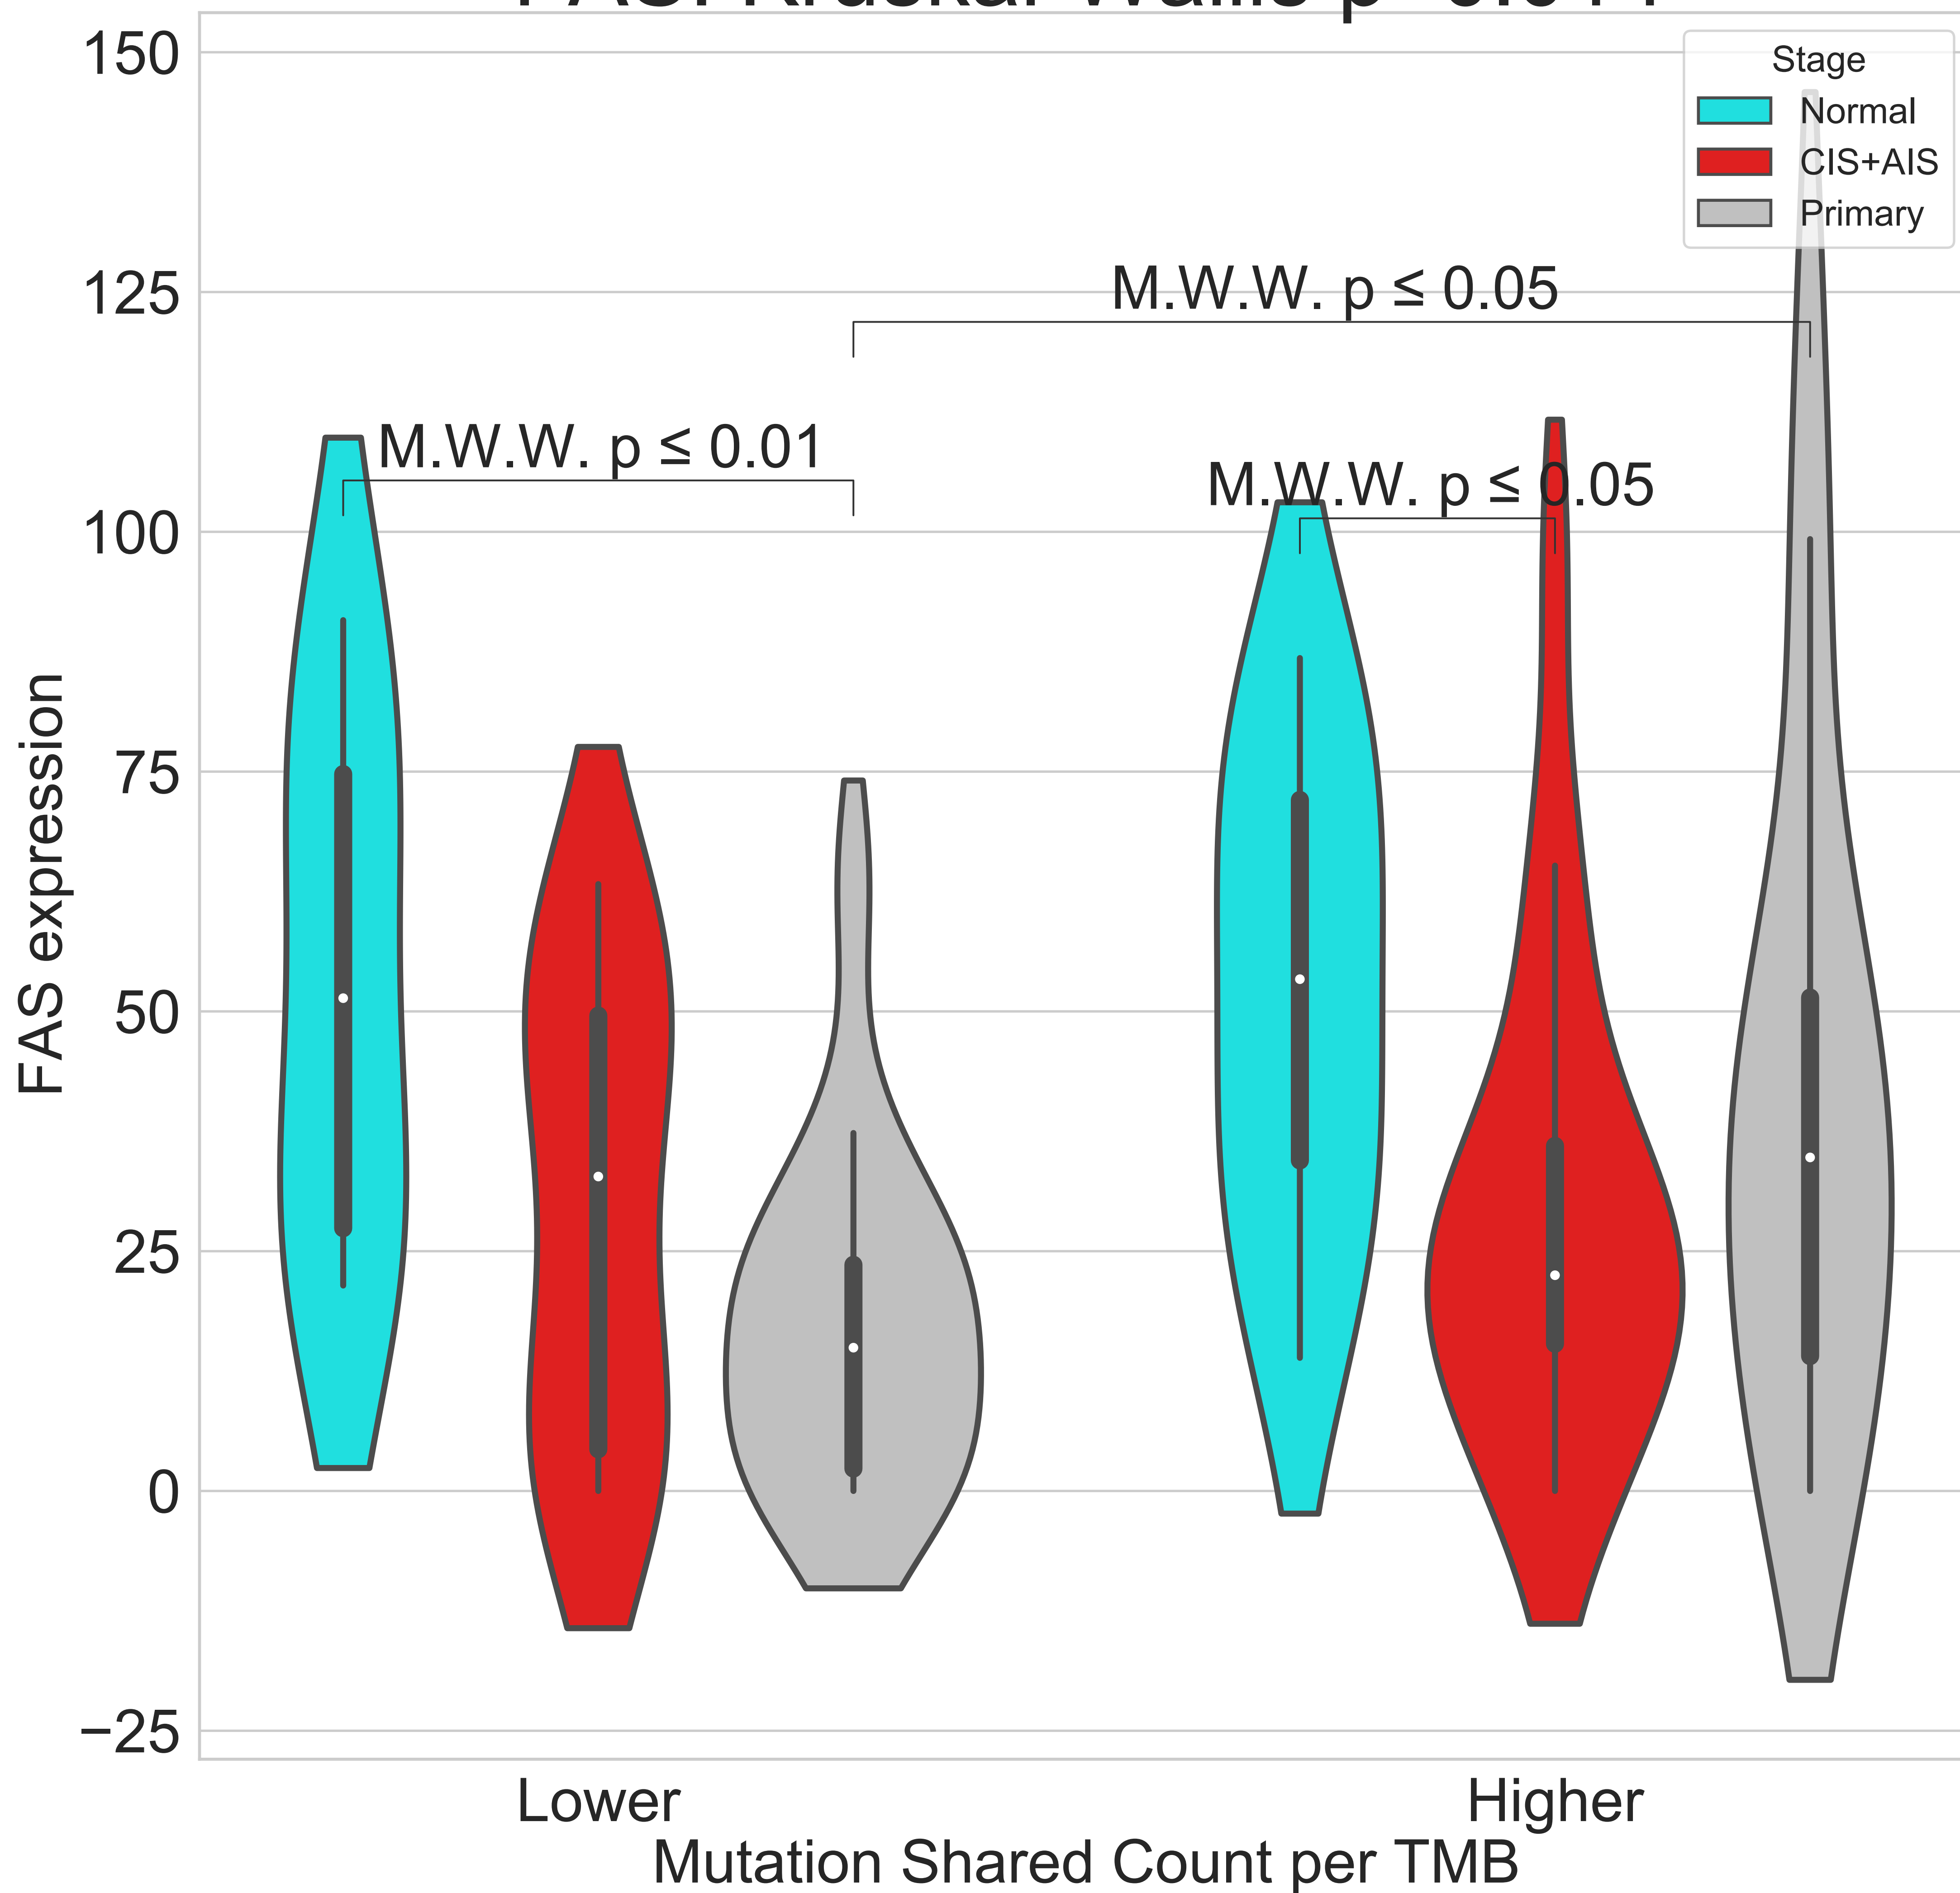 150
Stage
Normal
CIS+AIS
Primary
125
M.W.W. p ≤ 0.05
M.W.W. p ≤ 0.01
M.W.W. p ≤ 0.05
100
75
FAS expression
50
25
0
−25
Lower
Higher
Mutation Shared Count per TMB